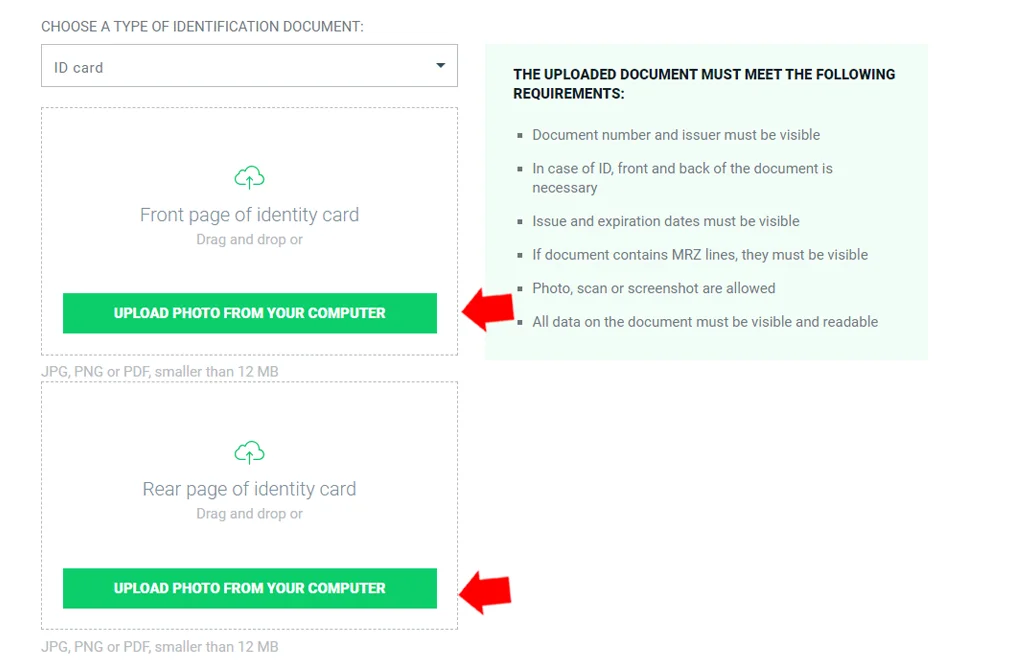 CHOOSE A TYPE OF IDENTIFICATION DOCUMENT:
ID card
Front page of identity card
Drag and drop or
UPLOAD PHOTO FROM YOUR COMPUTER
JPG, PNG or PDF, smaller than 12 MB
Rear page of identity card
Drag and drop or
UPLOAD PHOTO FROM YOUR COMPUTER
JPG, PNG or PDF, smaller than 12 MB
THE UPLOADED DOCUMENT MUST MEET THE FOLLOWING
REQUIREMENTS:
Document number and issuer must be visible
In case of ID, front and back of the document is
necessary
Issue and expiration dates must be visible
If document contains MRZ lines, they must be visible
Photo, scan or screenshot are allowed
All data on the document must be visible and readable